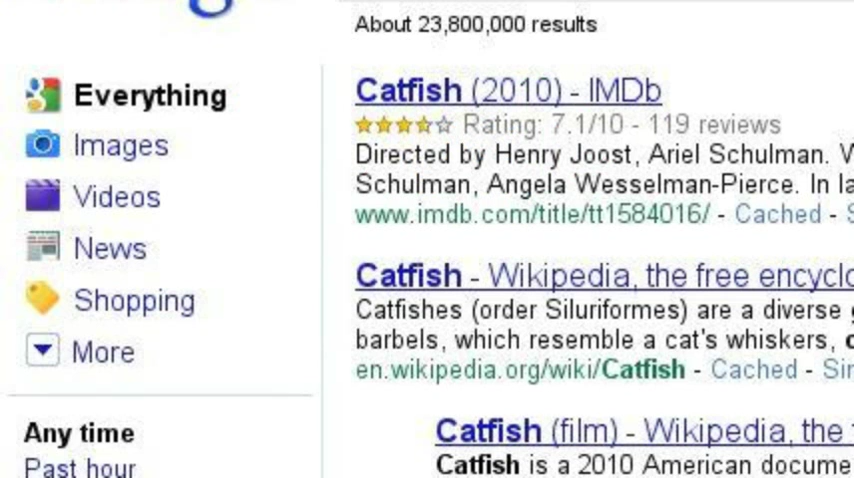 About 23,800,000 results
Everything
Images
Videos
News
Shopping
More
Any time
Past hour
Catfish (2010) - IMDb
Rating: 7.1/10 - 119 reviews
Directed by Henry Joost, Ariel Schulman.
Schulman, Angela Wesselman-Pierce. In
www.imdb.com/title/tt1584016/ - Cached -
Catfish - Wikipedia, the free
Catfishes (order Siluriformes) are a diverse
barbels, which resemble a cat's whiskers,
en.wikipedia.org/wiki/Catfish - Cached -
Catfish (film) - Wikipedia, the
Catfish is a 2010 American